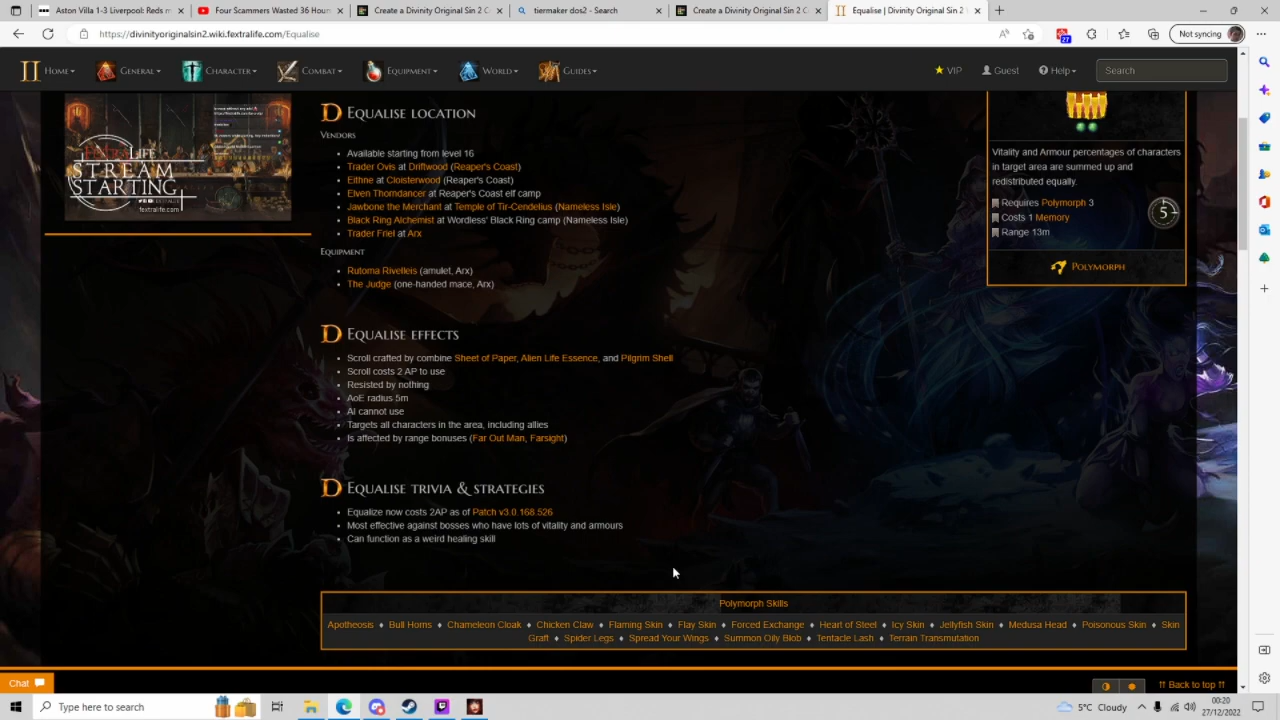 Aston Villa 1-3 Liverpool: Reds m
Four Scammers Wasted 36 Hour
Create a Divinity Original Sin 2 C
tiermaker dos2 - Search
Create a Divinity Original Sin 2 C
Equalise | Divinity Original Sin 2
https://divinityoriginalsin2.wiki.fextralife.com/Equalise
27
Not syncing
Home
General
Character
Combat
Equipment
World
Guides
VIP
Guest
Help
Search
Life
Stream
Starting
fextralife.com
Equalise Location
Vendors
Available starting from level 16
Trader Ovis at Driftwood (Reaper's Coast)
Eithne at Cloisterwood (Reaper's Coast)
Elven Thorndancer at Reaper's Coast elf camp
Jawbone the Merchant at Temple of Tir-Cendelius (Nameless Isle)
Black Ring Alchemist at Wordless' Black Ring camp (Nameless Isle)
Trader Friel at Arx
Equipment
Rutoma Rivelleis (amulet, Arx)
The Judge (one-handed mace, Arx)
Vitality and Armour percentages of characters
in target area are summed up and
redistributed equally.
Requires Polymorph 3
Costs 1 Memory
Range 13m
5
Polymorph
Equalise Effects
Scroll crafted by combine Sheet of Paper, Alien Life Essence, and Pilgrim Shell
Scroll costs 2 AP to use
Resisted by nothing
AoE radius 5m
AI cannot use
Targets all characters in the area, including allies
Is affected by range bonuses (Far Out Man, Farsight)
Equalise Trivia & Strategies
Equalize now costs 2AP as of Patch v3.0.168.526
Most effective against bosses who have lots of vitality and armours
Can function as a weird healing skill
Polymorph Skills
Apotheosis ♦ Bull Horns ♦ Chameleon Cloak ♦ Chicken Claw ♦ Flaming Skin ♦ Flay Skin ♦ Forced Exchange ♦ Heart of Steel ♦ Icy Skin ♦ Jellyfish Skin ♦ Medusa Head ♦ Poisonous Skin ♦ Skin
Graft ♦ Spider Legs ♦ Spread Your Wings ♦ Summon Oily Blob ♦ Tentacle Lash ♦ Terrain Transmutation
Chat
Back to top
Type here to search
5°C Cloudy
00:20
27/12/2022